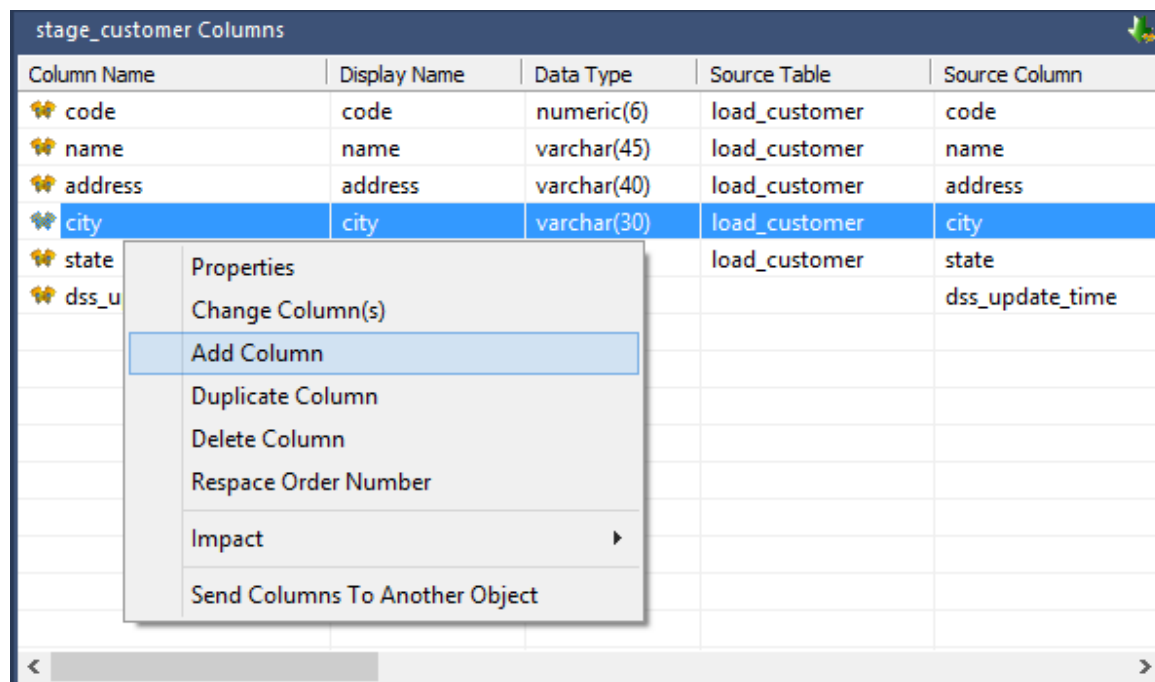 stage_customer Columns
Column Name Display Name Data Type Source Table Source Column
code code numeric(6) load_customer code
name name varchar(45) load_customer name
address address varchar(40) load_customer address
city city varchar(30) load_customer city
state load_customer state
dss_u dss_update_time
Properties
Change Column(s)
Add Column
Duplicate Column
Delete Column
Respace Order Number
Impact
Send Columns To Another Object